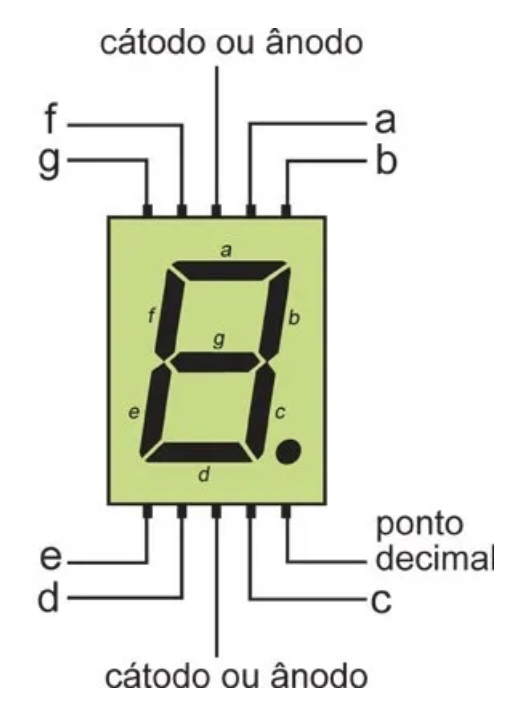 cátodo ou ânodo
f
a
g
b
a
f
b
g
e
c
d
e
ponto
decimal
d
c
cátodo ou ânodo